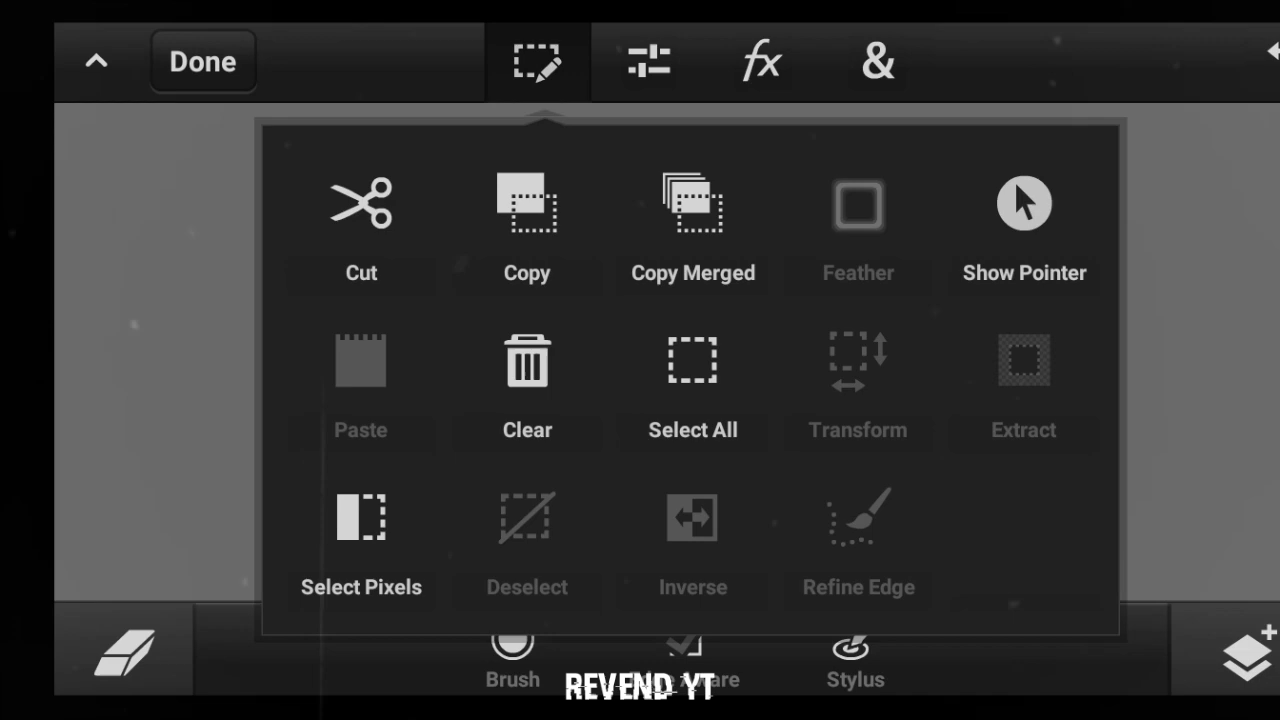 Done fx &
Cut Copy Copy Merged Feather Show Pointer
Paste Clear Select All Transform Extract
Select Pixels Deselect Inverse Refine Edge
Brush Stylus
REVEND YT